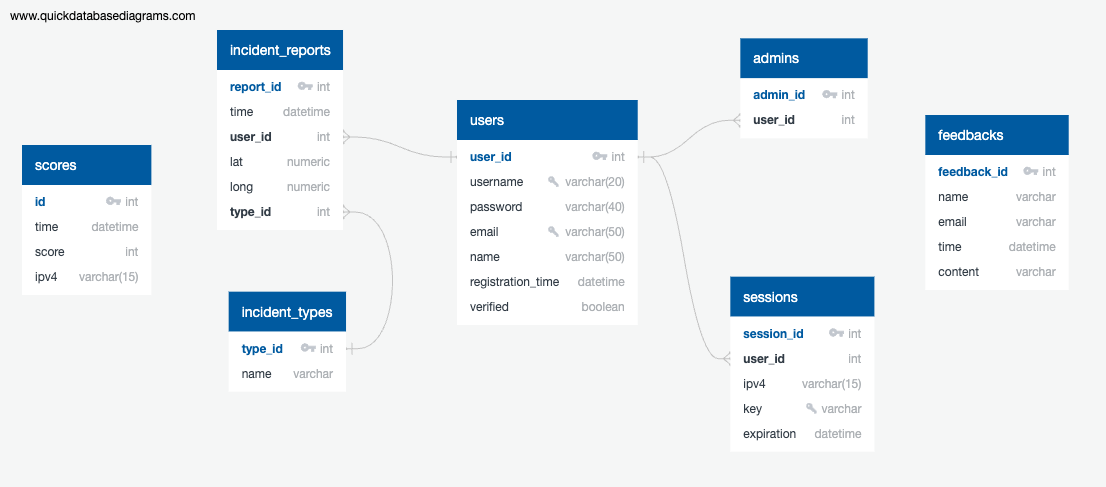 www.quickdatabasediagrams.com
scores
id int
time datetime
score int
ipv4 varchar(15)
incident_reports
report_id int
time datetime
user_id int
lat numeric
long numeric
type_id int
incident_types
type_id int
name varchar
users
user_id int
username varchar(20)
password varchar(40)
email varchar(50)
name varchar(50)
registration_time datetime
verified boolean
admins
admin_id int
user_id int
sessions
session_id int
user_id int
ipv4 varchar(15)
key varchar
expiration datetime
feedbacks
feedback_id int
name varchar
email varchar
time datetime
content varchar